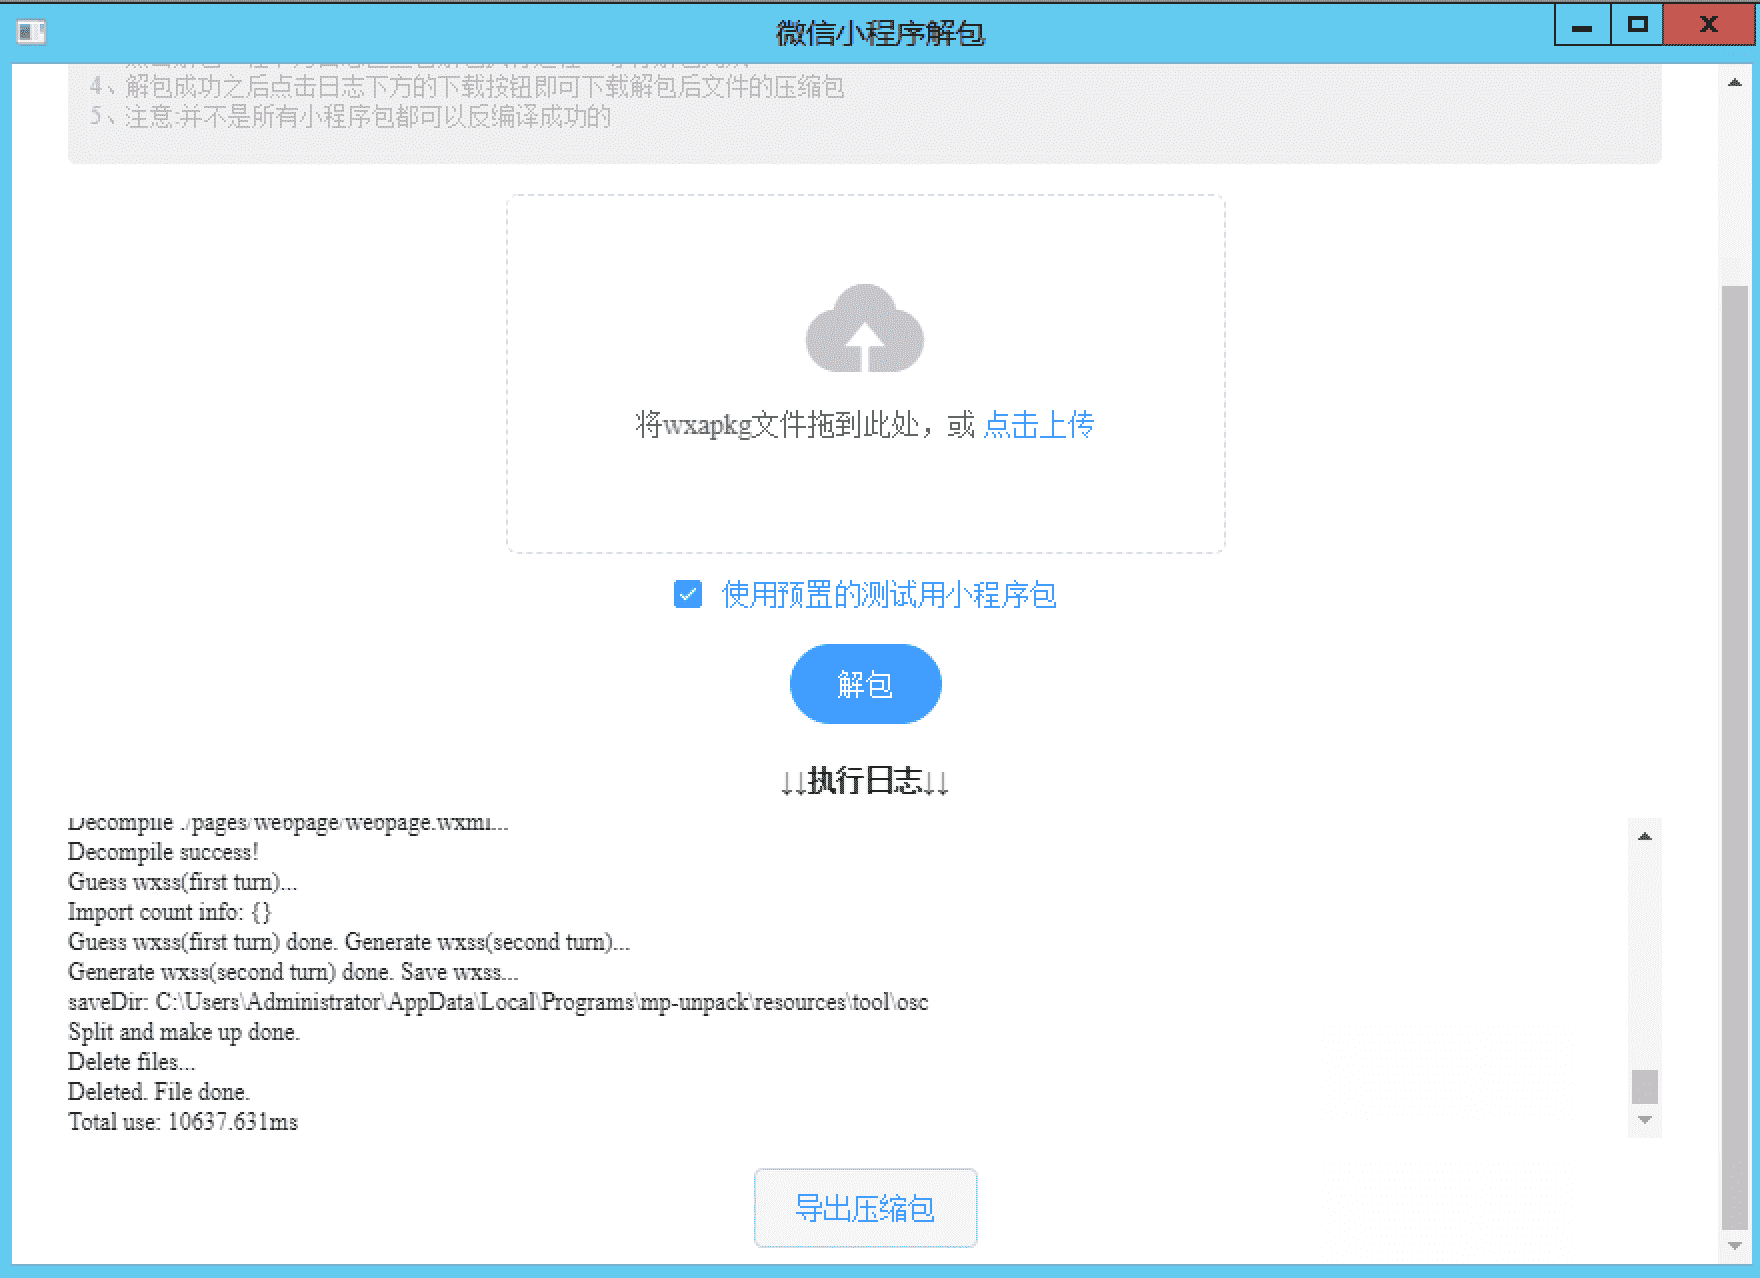 微信小程序解包
4、解包成功之后点击日志下方的下载按钮即可下载解包后文件的压缩包
5、注意:并不是所有小程序包都可以反编译成功的
将wxapkg文件拖到此处，或 点击上传
使用预置的测试用小程序包
解包
↓↓执行日志↓↓
Decompile ./pages/webpage/webpage.wxml...
Decompile success!
Guess wxss(first turn)...
Import count info: {}
Guess wxss(first turn) done. Generate wxss(second turn)...
Generate wxss(second turn) done. Save wxss...
saveDir: C:\Users\Administrator\AppData\Local\Programs\mp-unpack\resources\tool\osc
Split and make up done.
Delete files...
Deleted. File done.
Total use: 10637.631ms
导出压缩包